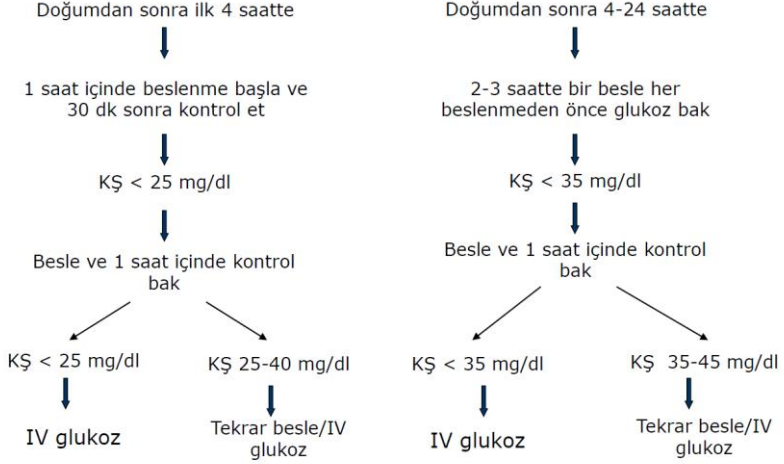 Doğumdan sonra ilk 4 saatte
1 saat içinde beslenme başla ve
30 dk sonra kontrol et
KŞ < 25 mg/dl
Besle ve 1 saat içinde kontrol
bak
KŞ < 25 mg/dl
IV glukoz
KŞ 25-40 mg/dl
Tekrar besle/IV
glukoz
Doğumdan sonra 4-24 saatte
2-3 saatte bir besle her
beslenmeden önce glukoz bak
KŞ < 35 mg/dl
Besle ve 1 saat içinde kontrol
bak
KŞ < 35 mg/dl
IV glukoz
KŞ 35-45 mg/dl
Tekrar besle/IV
glukoz